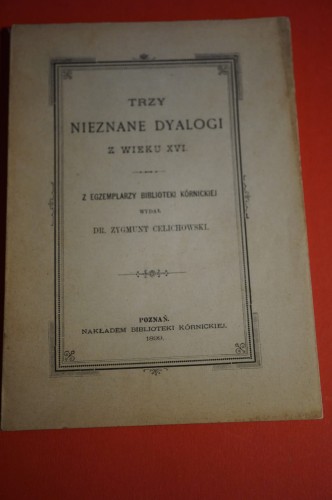 TRZY
NIEZNANE DYALOGI
Z WIEKU XVI.
Z EGZEMPLARZY BIBLIOTEKI KÓRNICKIEJ
WYDAŁ
DR. ZYGMUNT CELICHOWSKI.
POZNAŃ.
NAKŁADEM BIBLIOTEKI KÓRNICKIEJ.